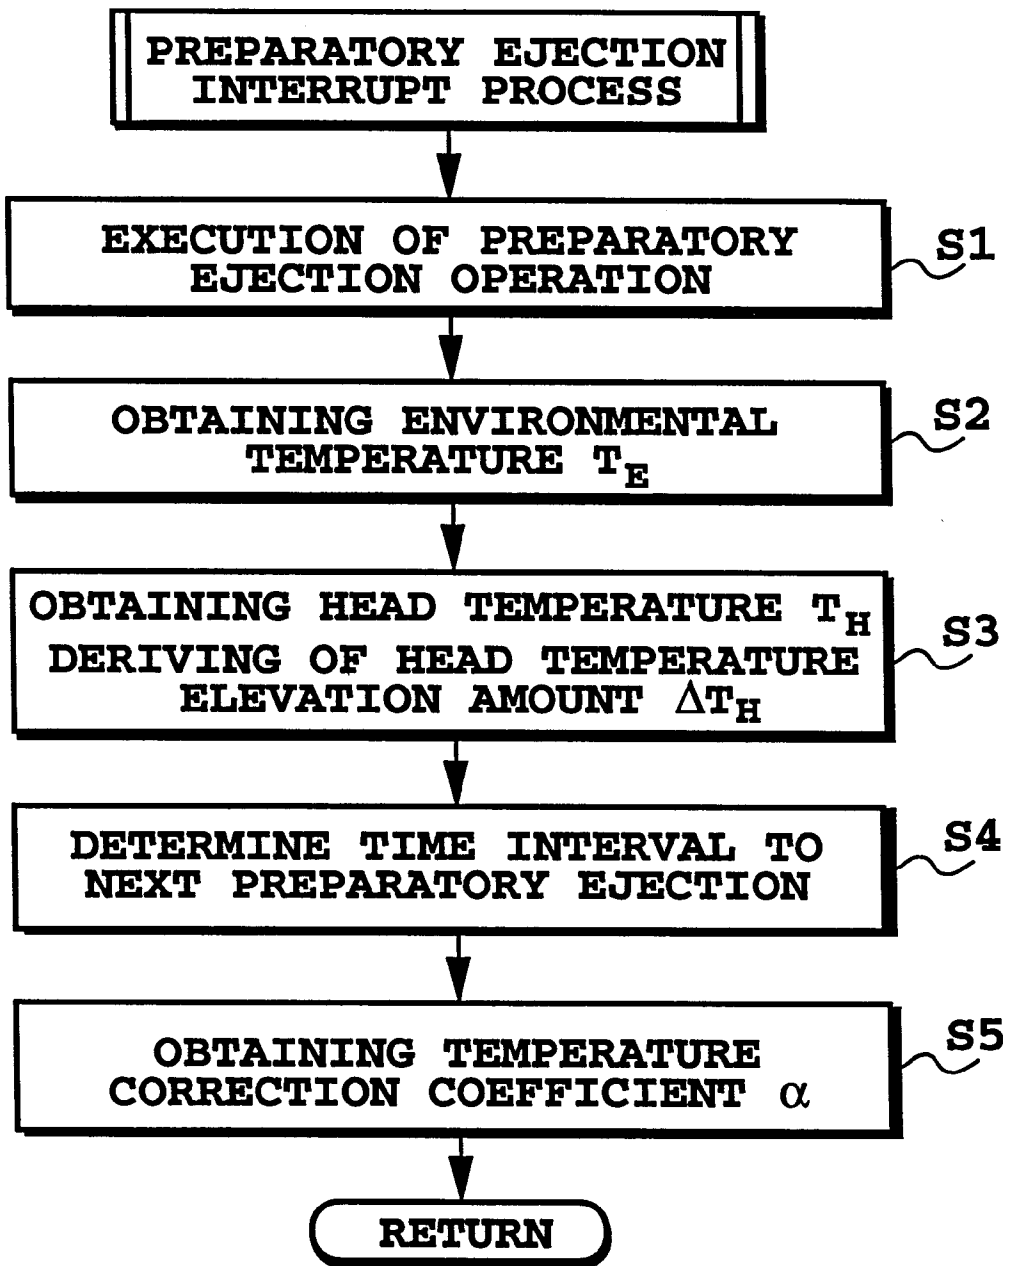 PREPARATORY EJECTION
INTERRUPT PROCESS
EXECUTION OF PREPARATORY
EJECTION OPERATION
S1
OBTAINING ENVIRONMENTAL
TEMPERATURE T_E
S2
OBTAINING HEAD TEMPERATURE T_H
DERIVING OF HEAD TEMPERATURE
ELEVATION AMOUNT ΔT_H
S3
DETERMINE TIME INTERVAL TO
NEXT PREPARATORY EJECTION
S4
OBTAINING TEMPERATURE
CORRECTION COEFFICIENT α
S5
RETURN